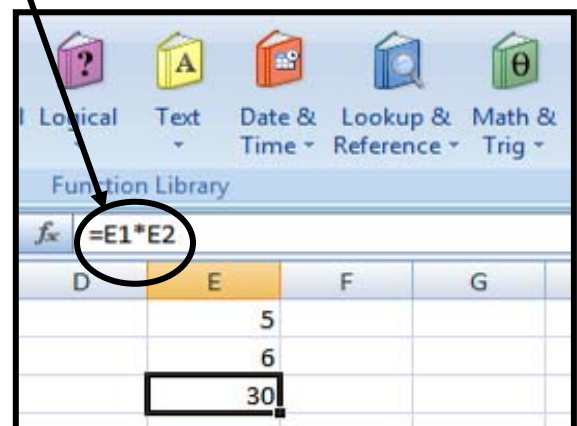 ? A θ
l Logical Text Date & Lookup & Math &
Time Reference Trig
Function Library
fx =E1*E2
D E F G
5
6
30